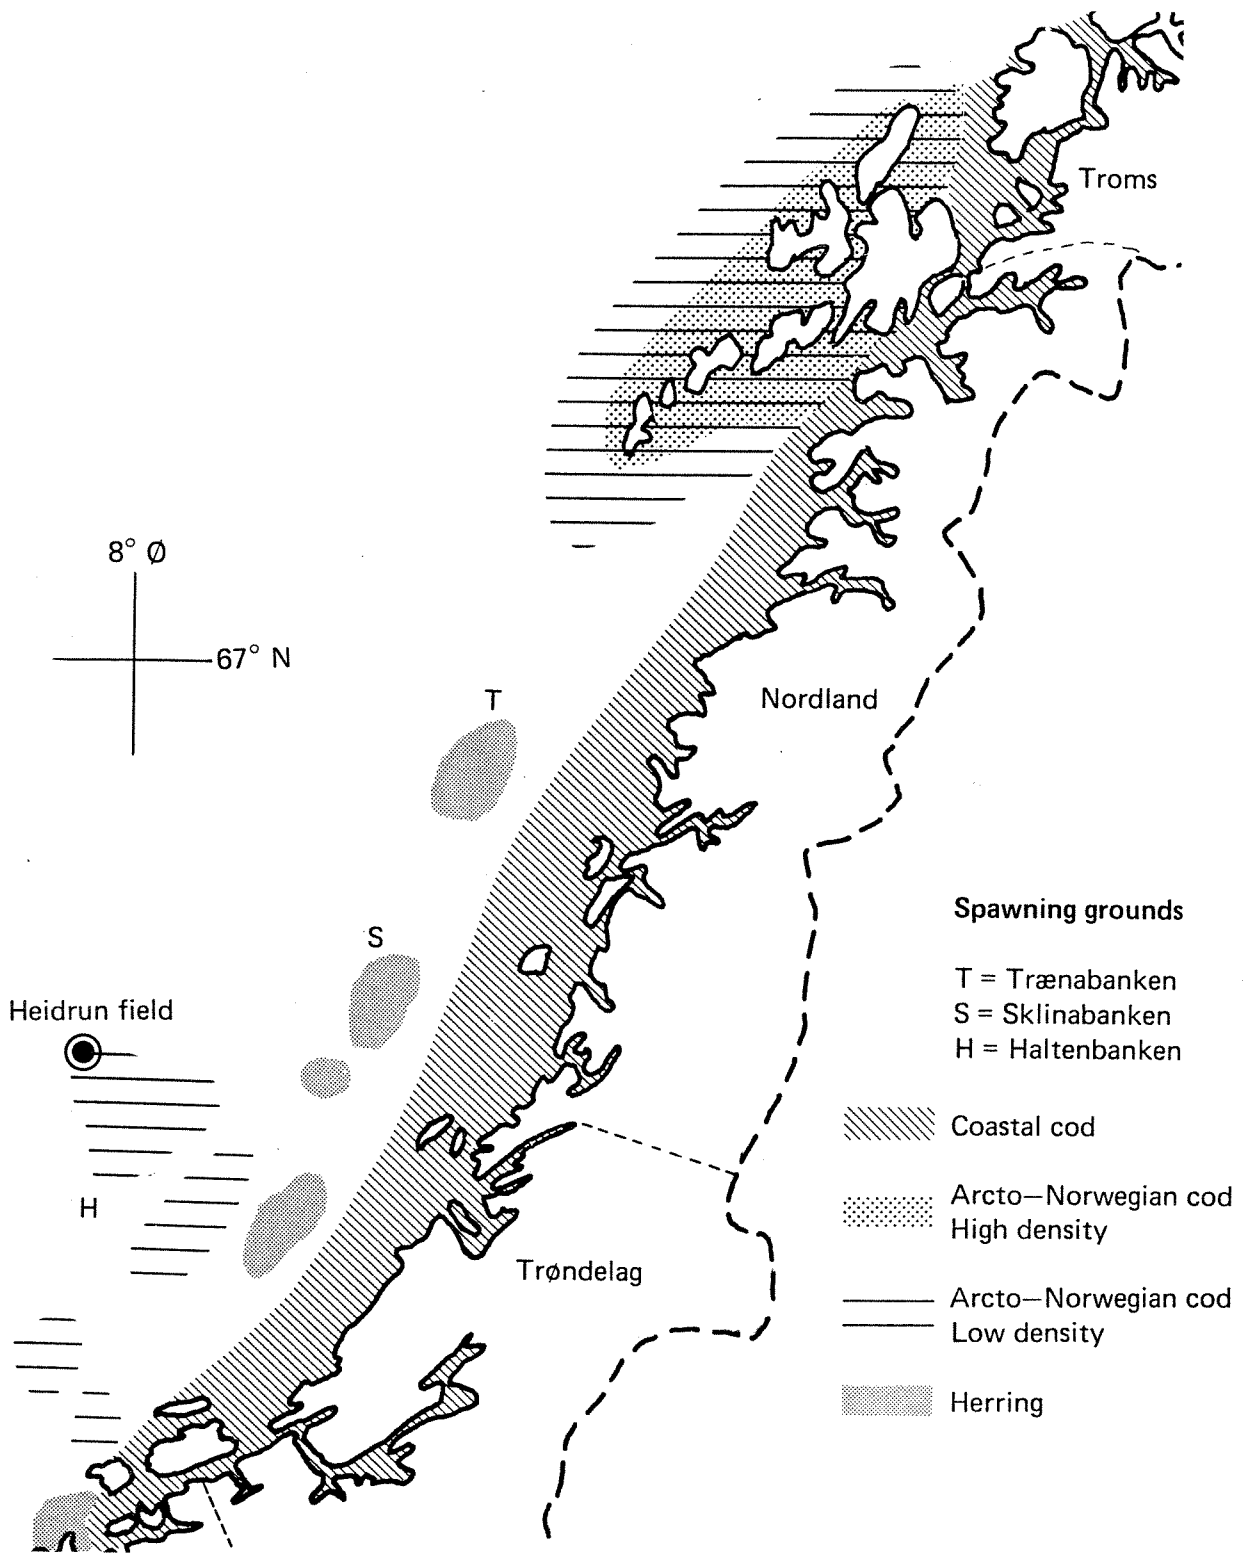 Troms
8° Ø
67° N
T
Nordland
S
Heidrun field
H
Trøndelag
Spawning grounds
T = Trænabanken
S = Sklinabanken
H = Haltenbanken
Coastal cod
Arcto–Norwegian cod
High density
Arcto–Norwegian cod
Low density
Herring